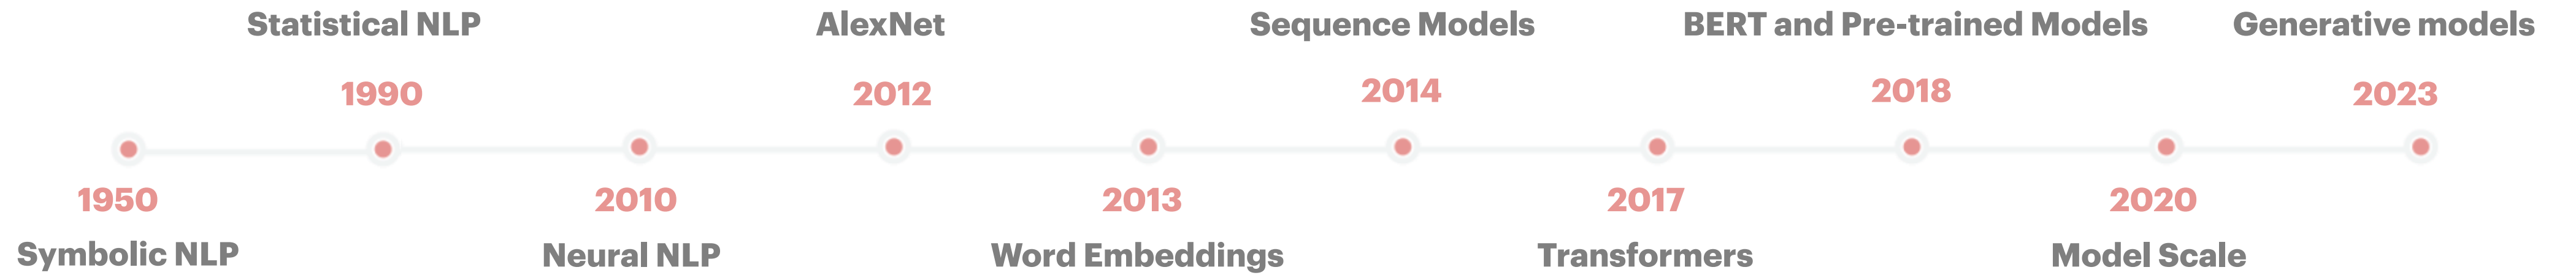 Statistical NLP
AlexNet
Sequence Models
BERT and Pre-trained Models
Generative models
1990
2012
2014
2018
2023
1950
2010
2013
2017
2020
Symbolic NLP
Neural NLP
Word Embeddings
Transformers
Model Scale